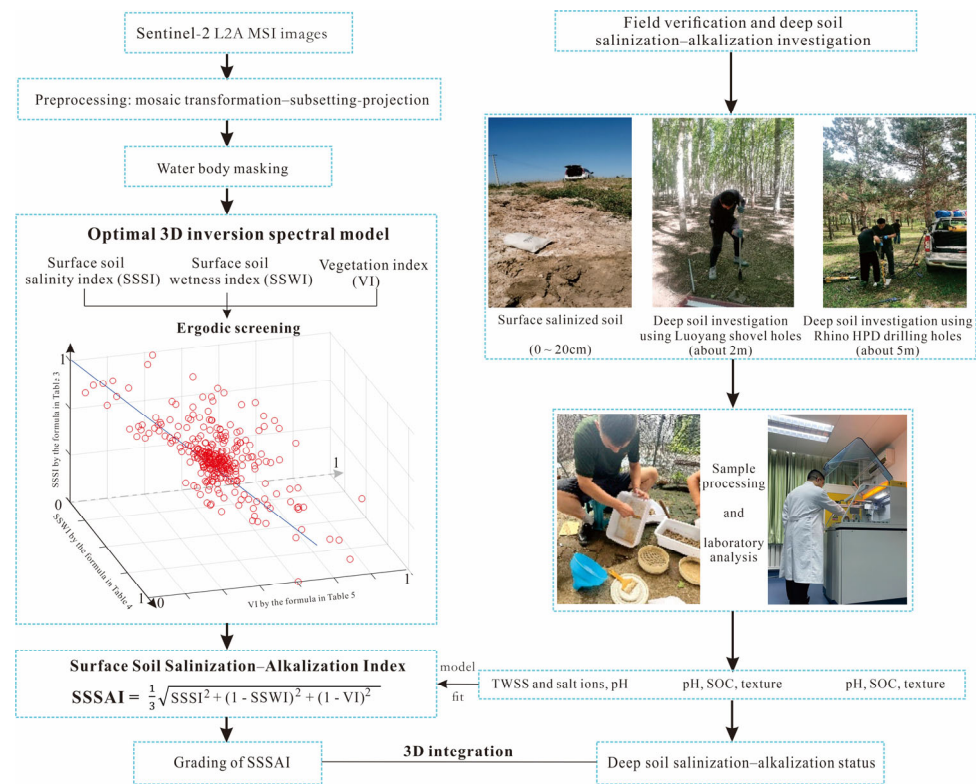 Sentinel-2 L2A MSI images
Preprocessing: mosaic transformation–subsetting-projection
Water body masking
Optimal 3D inversion spectral model
Surface soil
salinity index (SSSI)
Surface soil
wetness index (SSWI)
Vegetation index
(VI)
Ergodic screening
1
SSSI by the formula in Table 3
0
SSWI by the formula in Table 4
1
0
VI by the formula in Table 5
1
1
Surface Soil Salinization–Alkalization Index
SSSAI = 1/3 √(SSSI² + (1 - SSWI)² + (1 - VI)²)
Grading of SSSAI
3D integration
model
fit
Field verification and deep soil
salinization–alkalization investigation
Surface salinized soil
(0 ~ 20cm)
Deep soil investigation
using Luoyang shovel holes
(about 2m)
Deep soil investigation using
Rhino HPD drilling holes
(about 5m)
Sample
processing
and
laboratory
analysis
TWSS and salt ions, pH
pH, SOC, texture
pH, SOC, texture
Deep soil salinization–alkalization status